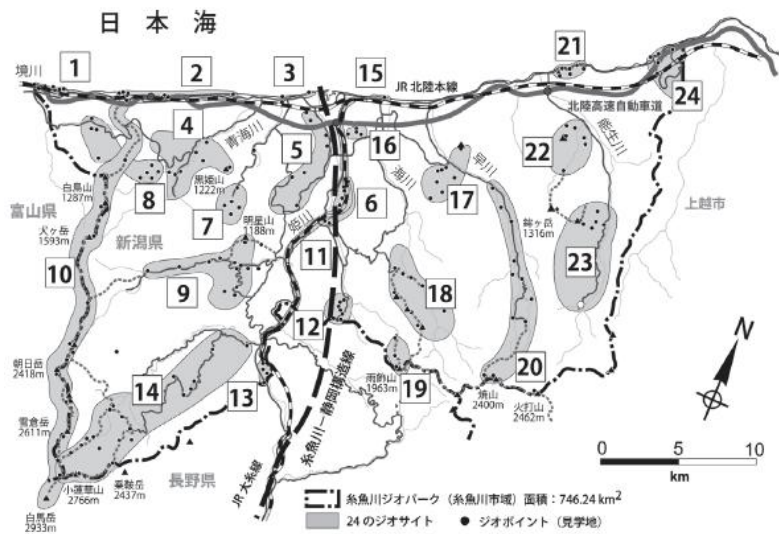 日本海
境川
1
2
3
15
21
JR 北陸本線
北陸高速自動車道
24
4
青海川
5
16
海川
早川
能生川
22
白鳥山
1287m
8
黒姫山
1222m
7
17
6
富山県
犬ヶ岳
1593m
新潟県
明星山
1188m
姫川
鉾ヶ岳
1316m
上越市
10
9
11
18
23
12
朝日岳
2418m
14
13
雨飾山
1963m
19
焼山
2400m
20
火打山
2462m
雪倉岳
2611m
糸魚川―静岡構造線
N
小蓮華山
2766m
乗鞍岳
2437m
長野県
JR 大糸線
白馬岳
2933m
0 5 10
km
糸魚川ジオパーク（糸魚川市域）面積：746.24 km²
24 のジオサイト
ジオポイント（見学地）